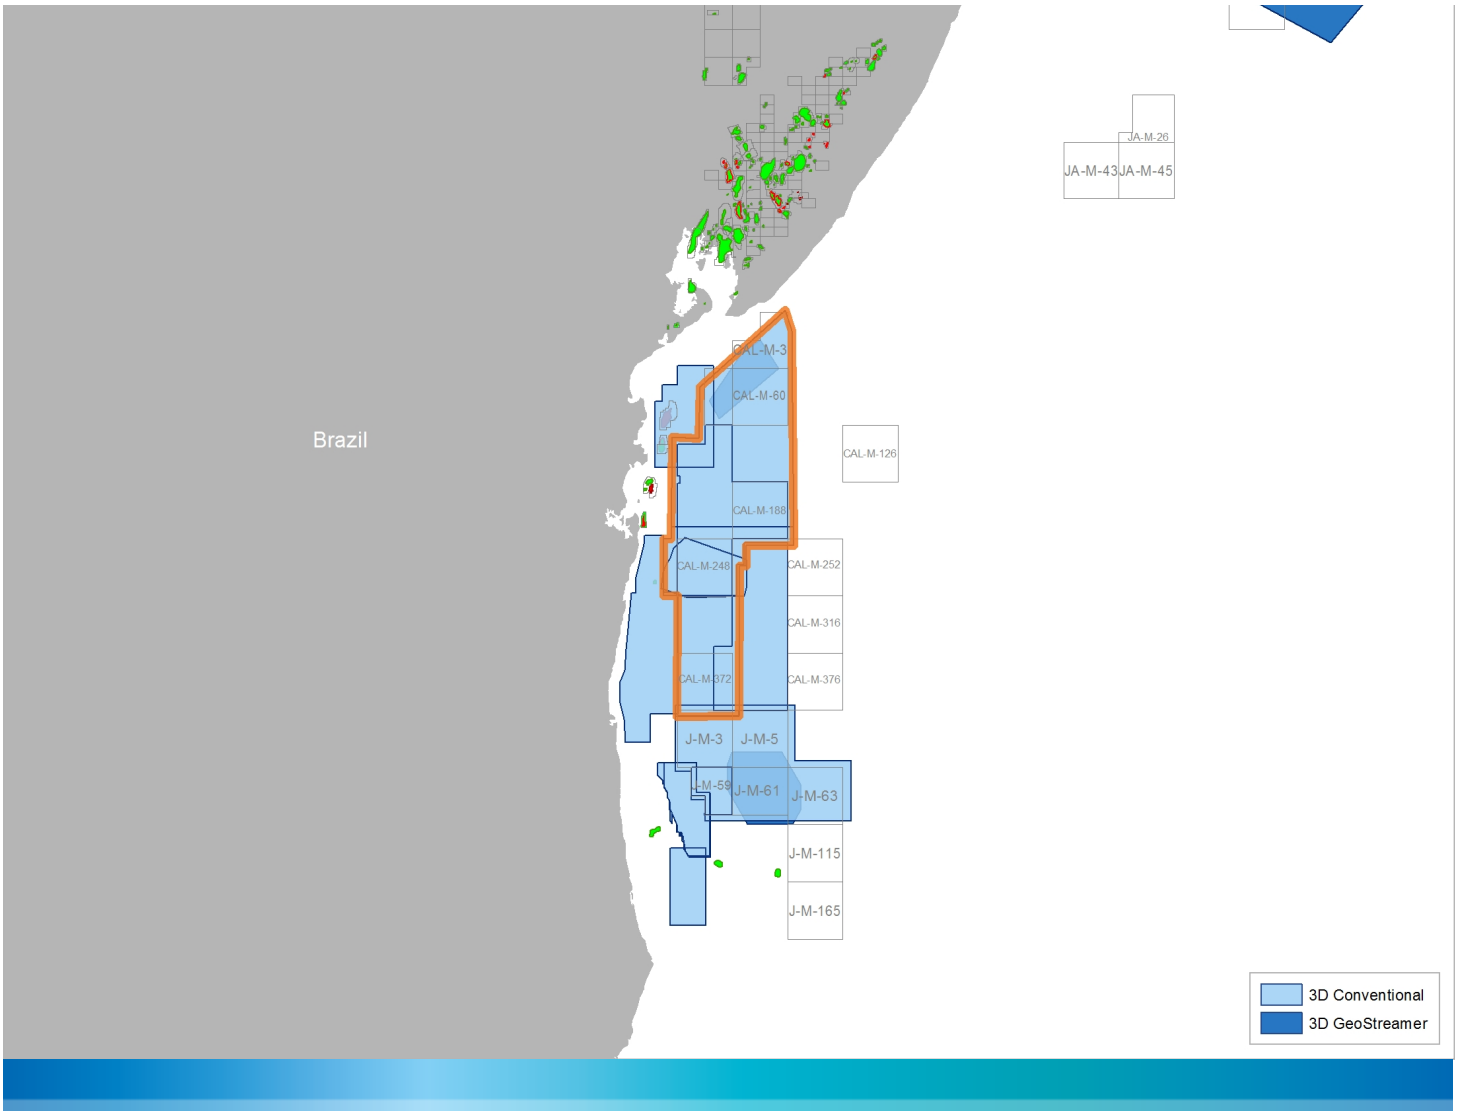 JA-M-26
JA-M-43
JA-M-45
CAL-M-3
CAL-M-60
Brazil
CAL-M-126
CAL-M-188
CAL-M-248
CAL-M-252
CAL-M-316
CAL-M-372
CAL-M-376
J-M-3
J-M-5
J-M-59
J-M-61
J-M-63
J-M-115
J-M-165
3D Conventional
3D GeoStreamer